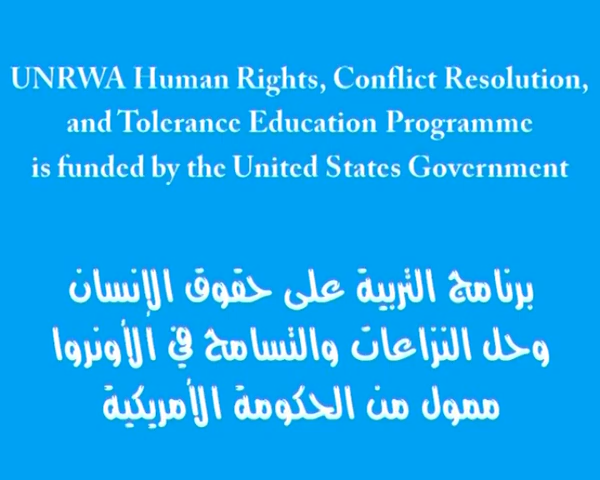 UNRWA Human Rights, Conflict Resolution,
and Tolerance Education Programme
is funded by the United States Government
برنامج التربية على حقوق الإنسان
وحل النزاعات والتسامح في الأونروا
ممول من الحكومة الأمريكية